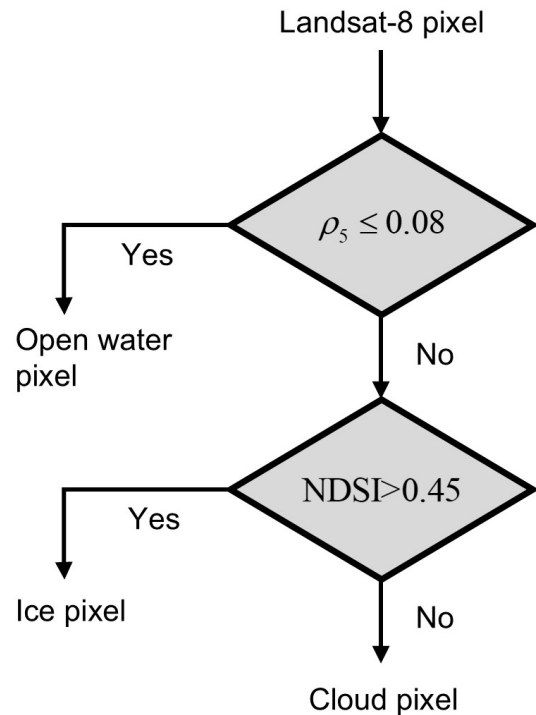 Landsat-8 pixel
ρ₅ ≤ 0.08
Yes
Open water
pixel
No
NDSI>0.45
Yes
Ice pixel
No
Cloud pixel